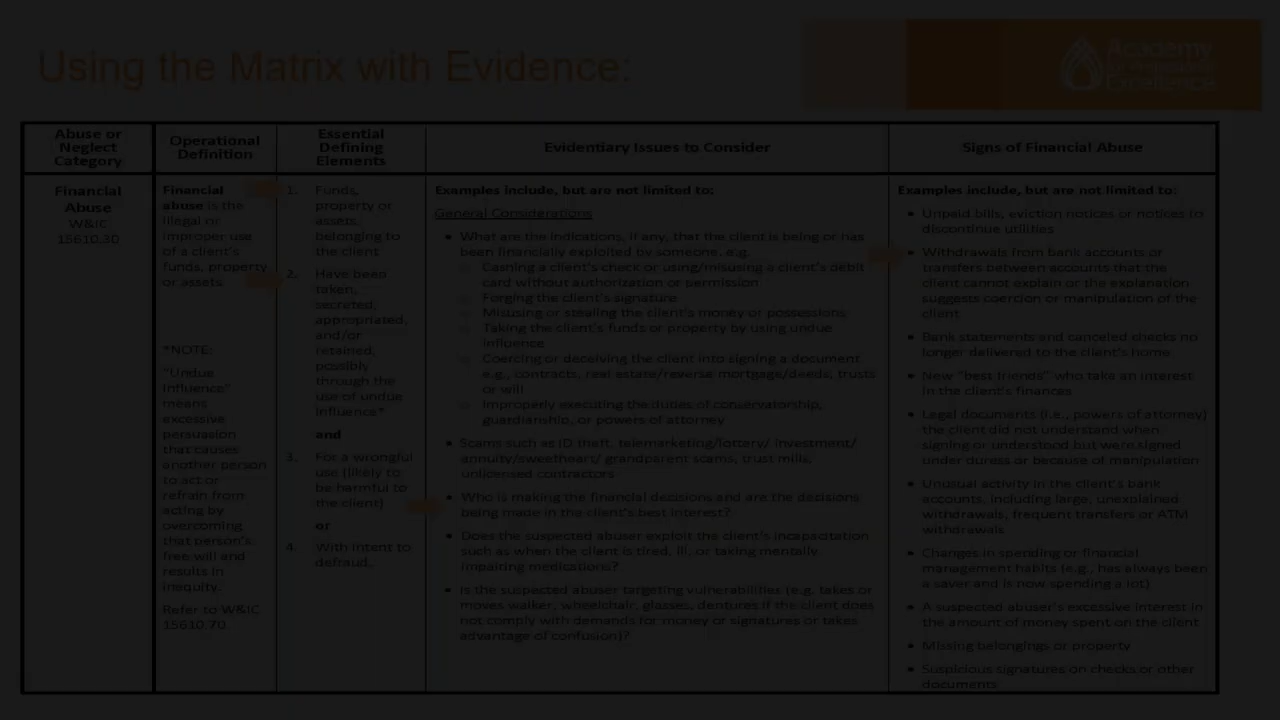 Using the Matrix with Evidence:
Academy
for Professional
Excellence
Abuse or
Neglect
Category
Operational
Definition
Essential
Defining
Elements
Evidentiary Issues to Consider
Signs of Financial Abuse
Financial
Abuse
W&IC
15610.30
Financial
abuse is the
illegal or
improper use
of a client's
funds, property
or assets
*NOTE:
"Undue
Influence"
means
excessive
persuasion
that causes
another person
to act or
refrain from
acting by
overcoming
that person's
free will and
results in
inequity.
Refer to W&IC
15610.70.
1. Funds,
property or
assets
belonging to
the client
2. Have been
taken,
secreted,
appropriated,
and/or
retained,
possibly
through the
use of undue
influence*
and
3. For a wrongful
use (likely to
be harmful to
the client)
or
4. With intent to
defraud.
Examples include, but are not limited to:
General Considerations
• What are the indications, if any, that the client is being or has
been financially exploited by someone, e.g.
o Cashing a client's check or using/misusing a client's debit
card without authorization or permission
o Forging the client's signature
o Misusing or stealing the client's money or possessions
o Taking the client's funds or property by using undue
influence
o Coercing or deceiving the client into signing a document
e.g., contracts, real estate/reverse mortgage/deeds, trusts
or will
o Improperly executing the duties of conservatorship,
guardianship, or powers of attorney
• Scams such as ID theft, telemarketing/lottery/ investment/
annuity/sweetheart/ grandparent scams, trust mills,
unlicensed contractors
• Who is making the financial decisions and are the decisions
being made in the client's best interest?
• Does the suspected abuser exploit the client's incapacitation
such as when the client is tired, ill, or taking mentally
impairing medications?
• Is the suspected abuser targeting vulnerabilities (e.g. takes or
moves walker, wheelchair, glasses, dentures if the client does
not comply with demands for money or signatures or takes
advantage of confusion)?
Examples include, but are not limited to:
• Unpaid bills, eviction notices or notices to
discontinue utilities
• Withdrawals from bank accounts or
transfers between accounts that the
client cannot explain or the explanation
suggests coercion or manipulation of the
client
• Bank statements and canceled checks no
longer delivered to the client's home
• New "best friends" who take an interest
in the client's finances
• Legal documents (i.e., powers of attorney)
the client did not understand when
signing or understood but were signed
under duress or because of manipulation
• Unusual activity in the client's bank
accounts, including large, unexplained
withdrawals, frequent transfers or ATM
withdrawals
• Changes in spending or financial
management habits (e.g., has always been
a saver and is now spending a lot)
• A suspected abuser's excessive interest in
the amount of money spent on the client
• Missing belongings or property
• Suspicious signatures on checks or other
documents